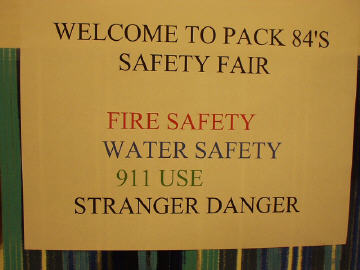 WELCOME TO PACK 84'S
SAFETY FAIR
FIRE SAFETY
WATER SAFETY
911 USE
STRANGER DANGER